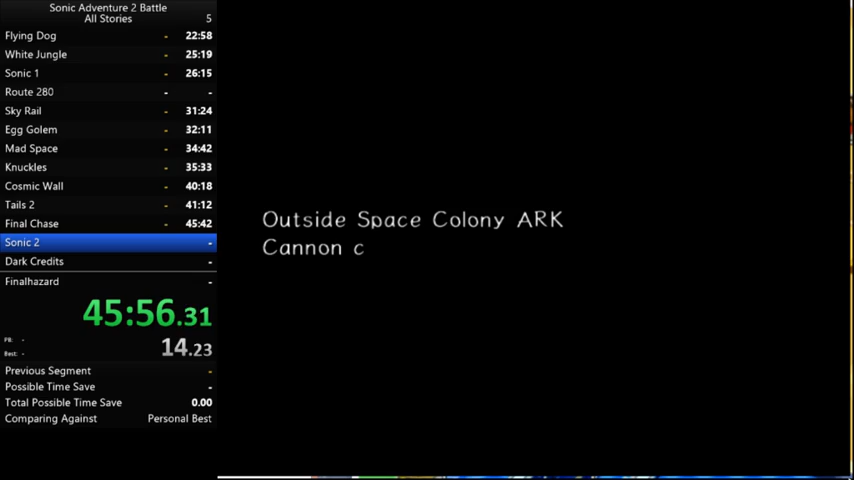 Sonic Adventure 2 Battle
All Stories 5
Flying Dog - 22:58
White Jungle - 25:19
Sonic 1 - 26:15
Route 280 - -
Sky Rail - 31:24
Egg Golem - 32:11
Mad Space - 34:42
Knuckles - 35:33
Cosmic Wall - 40:18
Tails 2 - 41:12
Final Chase - 45:42
Sonic 2 -
Dark Credits -
Finalhazard -
45:56.31
PB: -
Best: -
14.23
Previous Segment -
Possible Time Save -
Total Possible Time Save 0.00
Comparing Against Personal Best
Outside Space Colony ARK
Cannon c